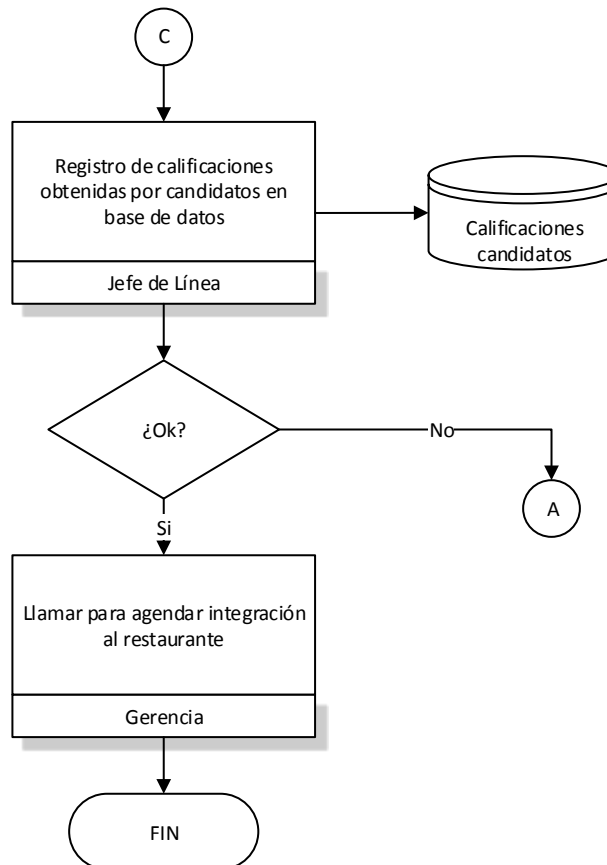 C
Registro de calificaciones
obtenidas por candidatos en
base de datos
Jefe de Línea
Calificaciones
candidatos
¿Ok?
No
A
Si
Llamar para agendar integración
al restaurante
Gerencia
FIN